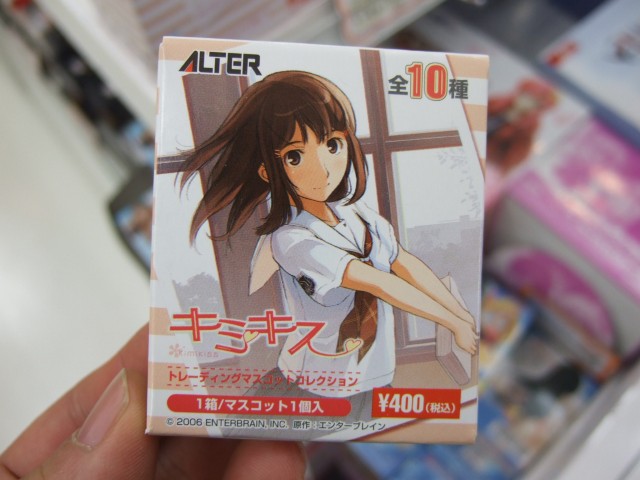 ALTER
全10種
キミキス
kimikiss
トレーディングマスコットコレクション
1箱/マスコット1個入
¥400(税込)
© 2006 ENTERBRAIN, INC. 原作:エンターブレイン